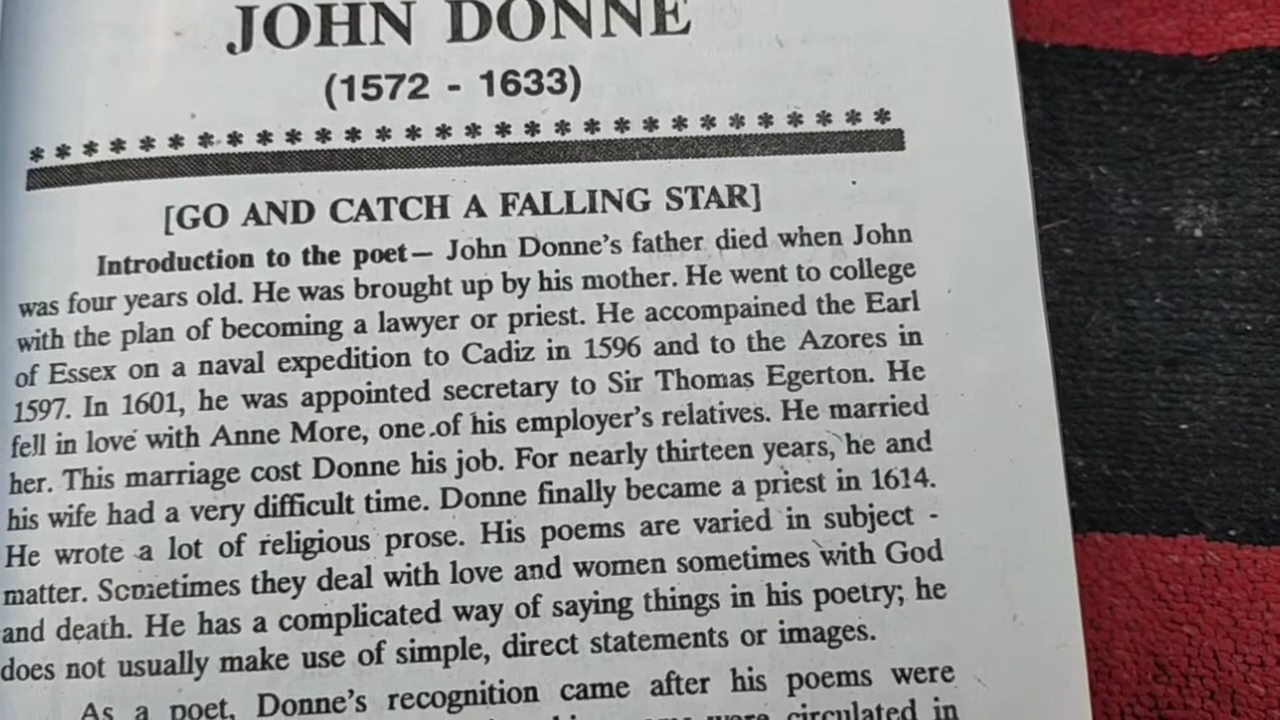 JOHN DONNE
(1572 - 1633)
******************************
[GO AND CATCH A FALLING STAR]
Introduction to the poet— John Donne's father died when John
was four years old. He was brought up by his mother. He went to college
with the plan of becoming a lawyer or priest. He accompained the Earl
of Essex on a naval expedition to Cadiz in 1596 and to the Azores in
1597. In 1601, he was appointed secretary to Sir Thomas Egerton. He
fell in love with Anne More, one of his employer's relatives. He married
her. This marriage cost Donne his job. For nearly thirteen years, he and
his wife had a very difficult time. Donne finally became a priest in 1614.
He wrote a lot of religious prose. His poems are varied in subject -
matter. Sometimes they deal with love and women sometimes with God
and death. He has a complicated way of saying things in his poetry; he
does not usually make use of simple, direct statements or images.
As a poet, Donne's recognition came after his poems were
were circulated in